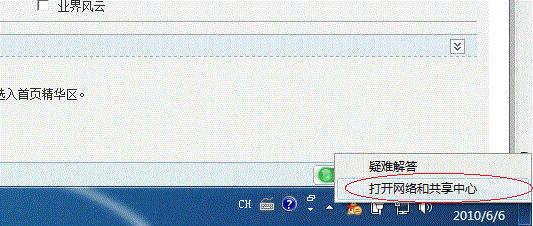 业界风云
选入首页精华区。
疑难解答
打开网络和共享中心
CH
2010/6/6